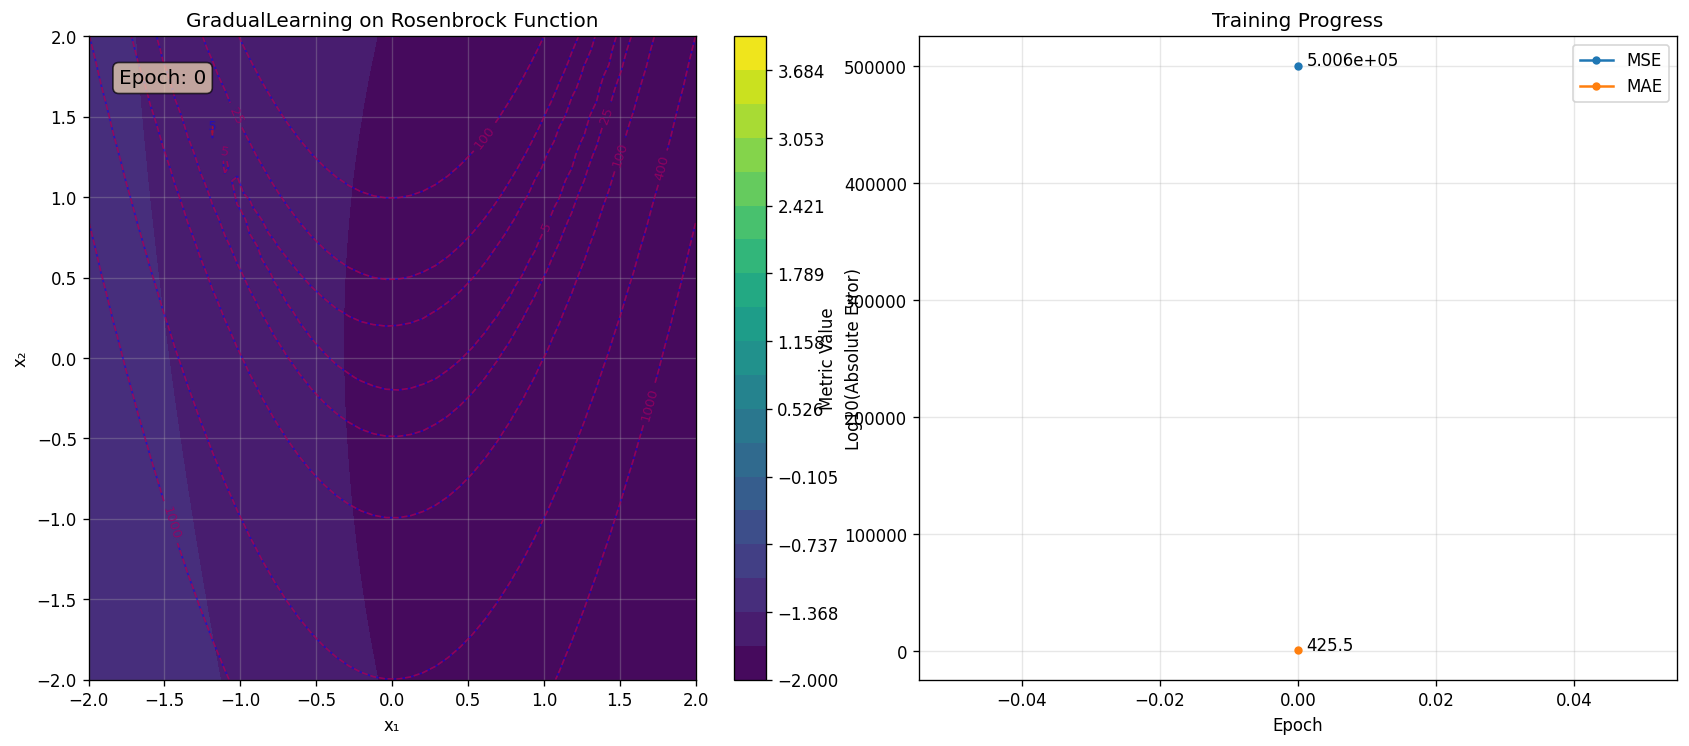 GradualLearning on Rosenbrock Function
Epoch: 0
2.0
1.5
1.0
0.5
0.0
−0.5
−1.0
−1.5
−2.0
x₂
−2.0 −1.5 −1.0 −0.5 0.0 0.5 1.0 1.5 2.0
x₁
100
25
100
400
1000
3.684
3.053
2.421
1.789
1.158
0.526
−0.105
−0.737
−1.368
−2.000
Log10(Absolute Error)
Training Progress
5.006e+05
425.5
MSE
MAE
Metric Value
500000
400000
300000
200000
100000
0
−0.04 −0.02 0.00 0.02 0.04
Epoch